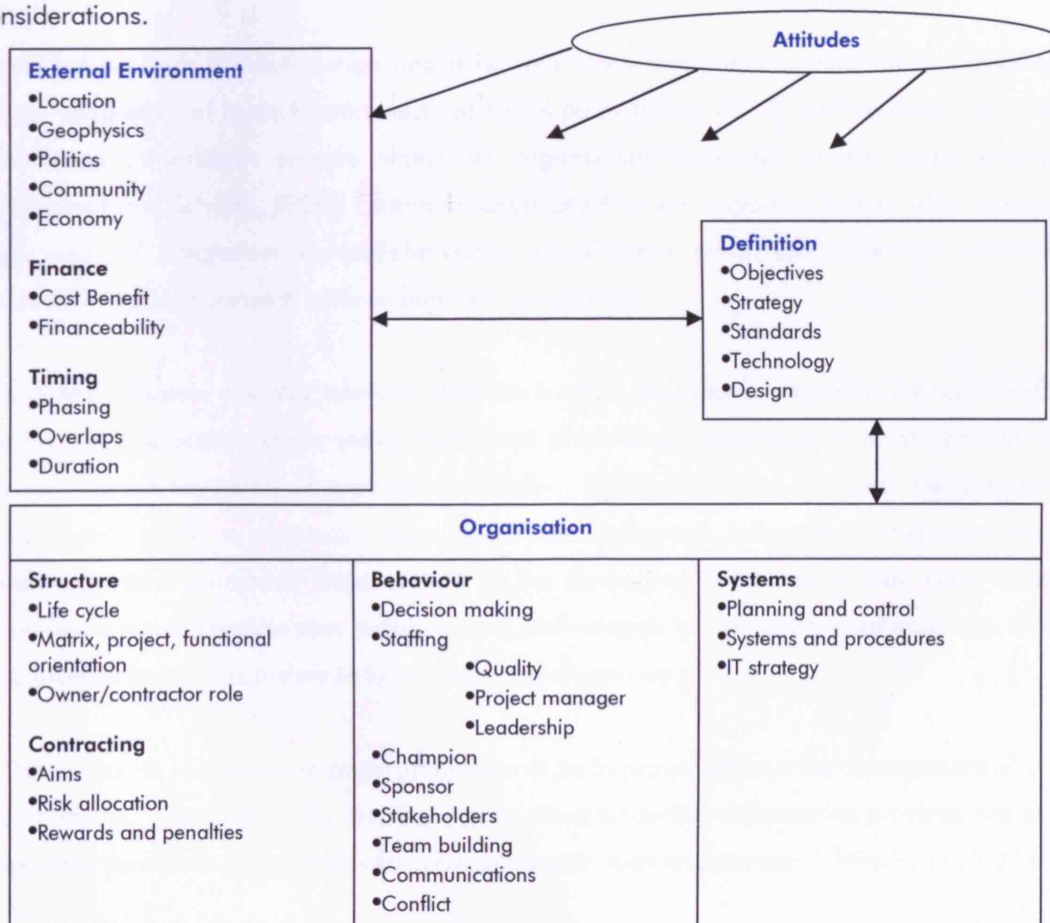 nsiderations.
Attitudes
External Environment
•Location
•Geophysics
•Politics
•Community
•Economy
Finance
•Cost Benefit
•Financeability
Timing
•Phasing
•Overlaps
•Duration
Definition
•Objectives
•Strategy
•Standards
•Technology
•Design
Organisation
Structure
•Life cycle
•Matrix, project, functional
orientation
•Owner/contractor role
Contracting
•Aims
•Risk allocation
•Rewards and penalties
Behaviour
•Decision making
•Staffing
•Quality
•Project manager
•Leadership
•Champion
•Sponsor
•Stakeholders
•Team building
•Communications
•Conflict
Systems
•Planning and control
•Systems and procedures
•IT strategy